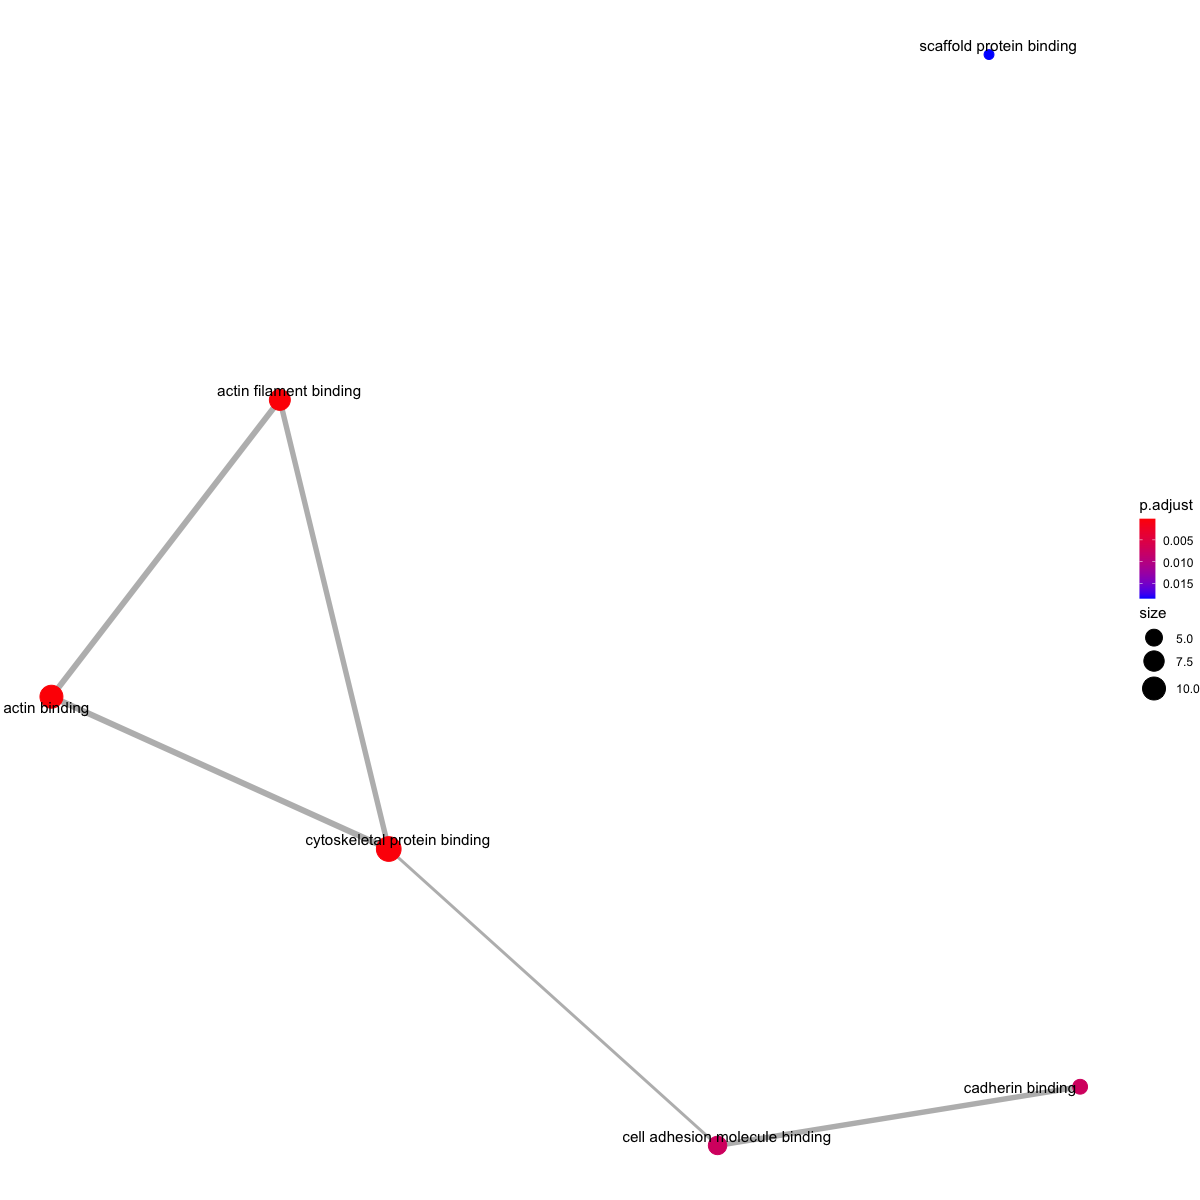 scaffold protein binding
actin filament binding
p.adjust
0.005
0.010
0.015
size
5.0
7.5
10.0
actin binding
cytoskeletal protein binding
cadherin binding
cell adhesion molecule binding